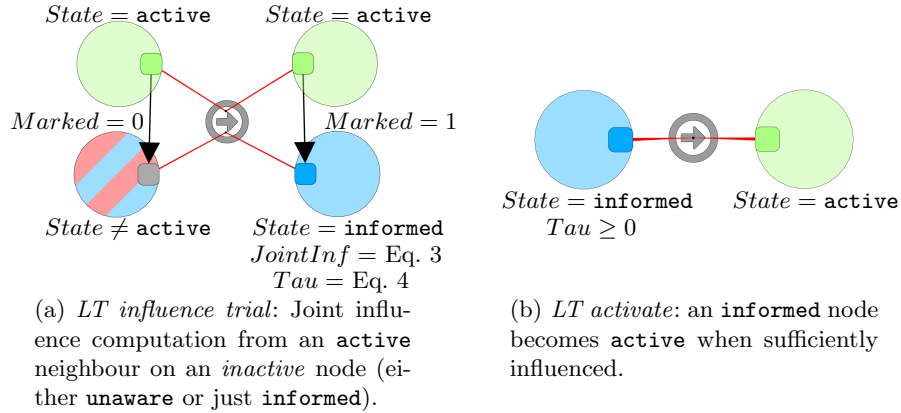 State = active
State = active
Marked = 0
Marked = 1
State ≠ active
State = informed
JointInf = Eq. 3
Tau = Eq. 4
(a) LT influence trial: Joint influ-
ence computation from an active
neighbour on an inactive node (ei-
ther unaware or just informed).
State = informed
Tau ≥ 0
State = active
(b) LT activate: an informed node
becomes active when sufficiently
influenced.